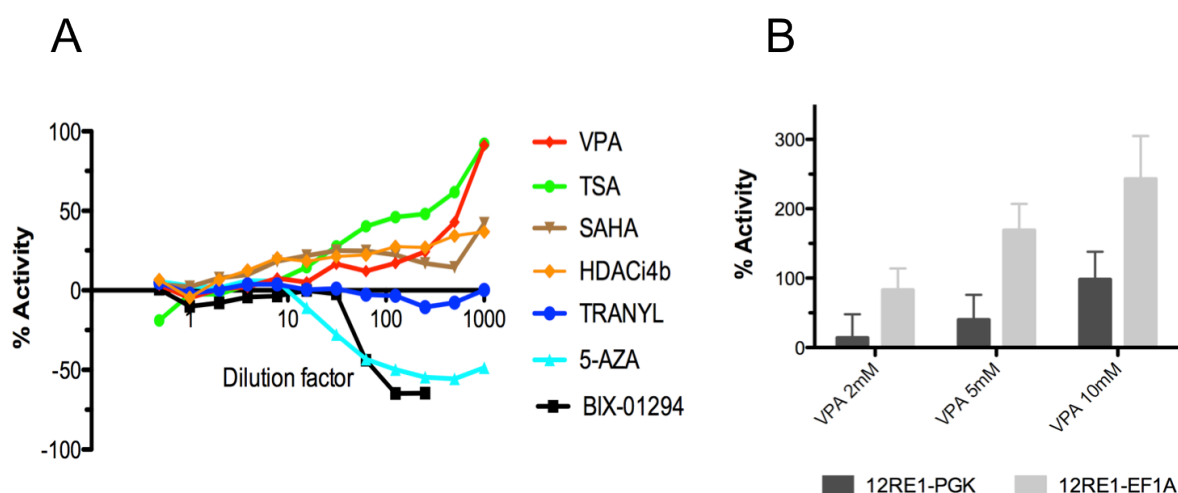 A
B
100
50
0
-50
-100
% Activity
1
10
100
1000
Dilution factor
VPA
TSA
SAHA
HDACi4b
TRANYL
5-AZA
BIX-01294
300
200
100
0
% Activity
VPA 2mM
VPA 5mM
VPA 10mM
12RE1-PGK
12RE1-EF1A